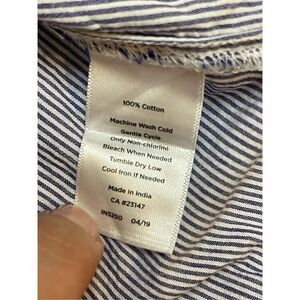 100% Cotton
Machine Wash Cold
Gentle Cycle
Only Non-chlorine
Bleach When Needed
Tumble Dry Low
Cool Iron If Needed
Made in India
CA #23147
INS250 04/19